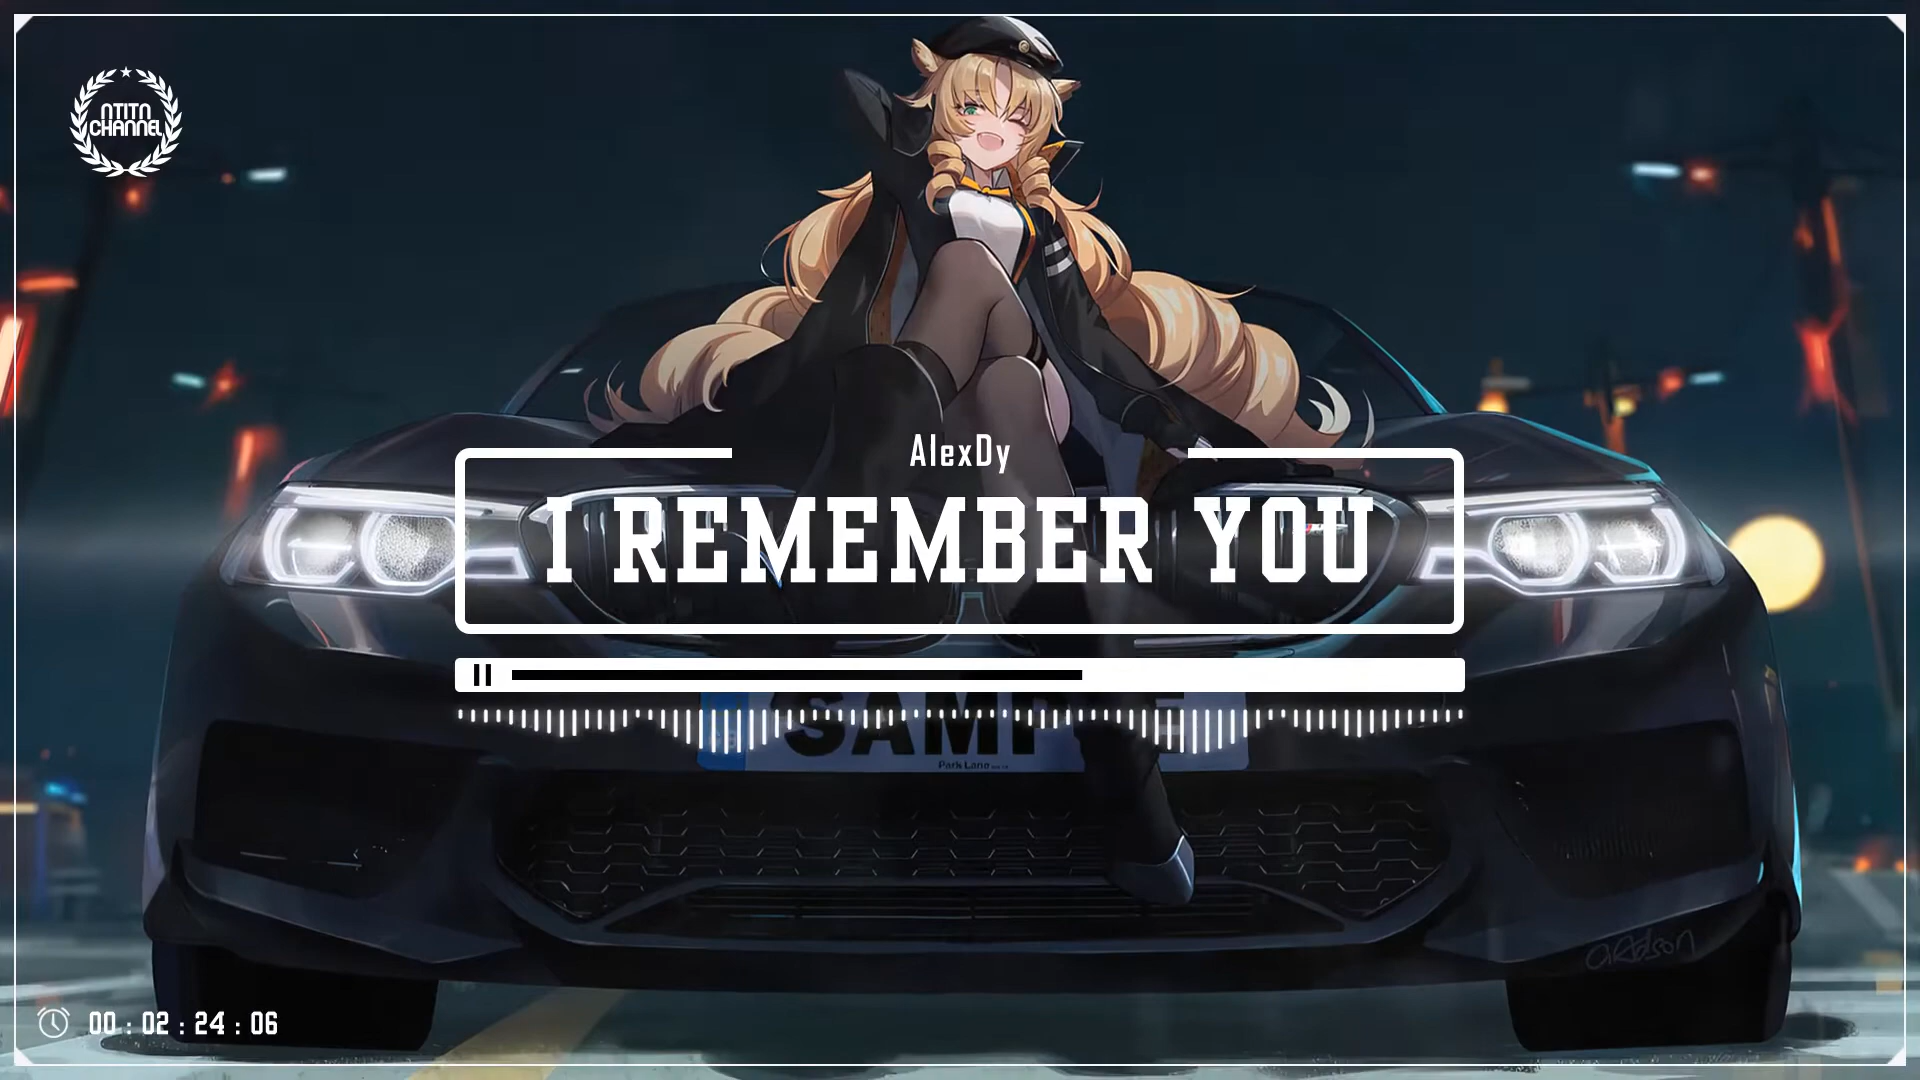 NTITN
CHANNEL
AlexDy
I REMEMBER YOU
SAMP E
Park Lane
00 : 02 : 24 : 06